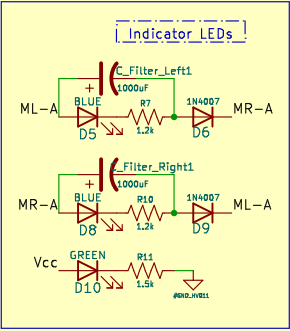 Indicator LEDs
C_Filter_Left1
+
1000uF
BLUE
R7
1N4007
ML-A
MR-A
D5
1.2k
D6
C_Filter_Right1
+
1000uF
BLUE
R10
1N4007
MR-A
ML-A
D8
1.2k
D9
GREEN
R11
Vcc
D10
1.5k
#GND_HVG11